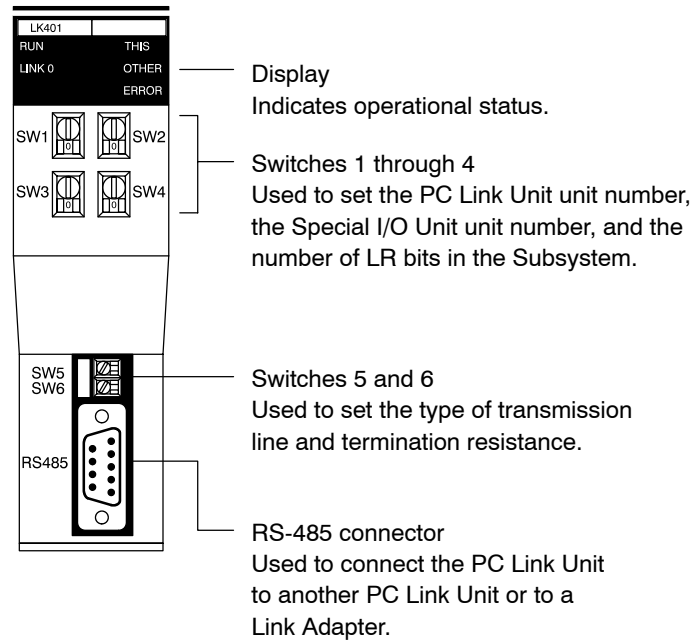 LK401
RUN THIS
LINK 0 OTHER
ERROR
Display
Indicates operational status.
SW1 SW2
0 0
SW3 SW4
0 0
Switches 1 through 4
Used to set the PC Link Unit unit number,
the Special I/O Unit unit number, and the
number of LR bits in the Subsystem.
SW5
SW6
Switches 5 and 6
Used to set the type of transmission
line and termination resistance.
RS485
RS-485 connector
Used to connect the PC Link Unit
to another PC Link Unit or to a
Link Adapter.